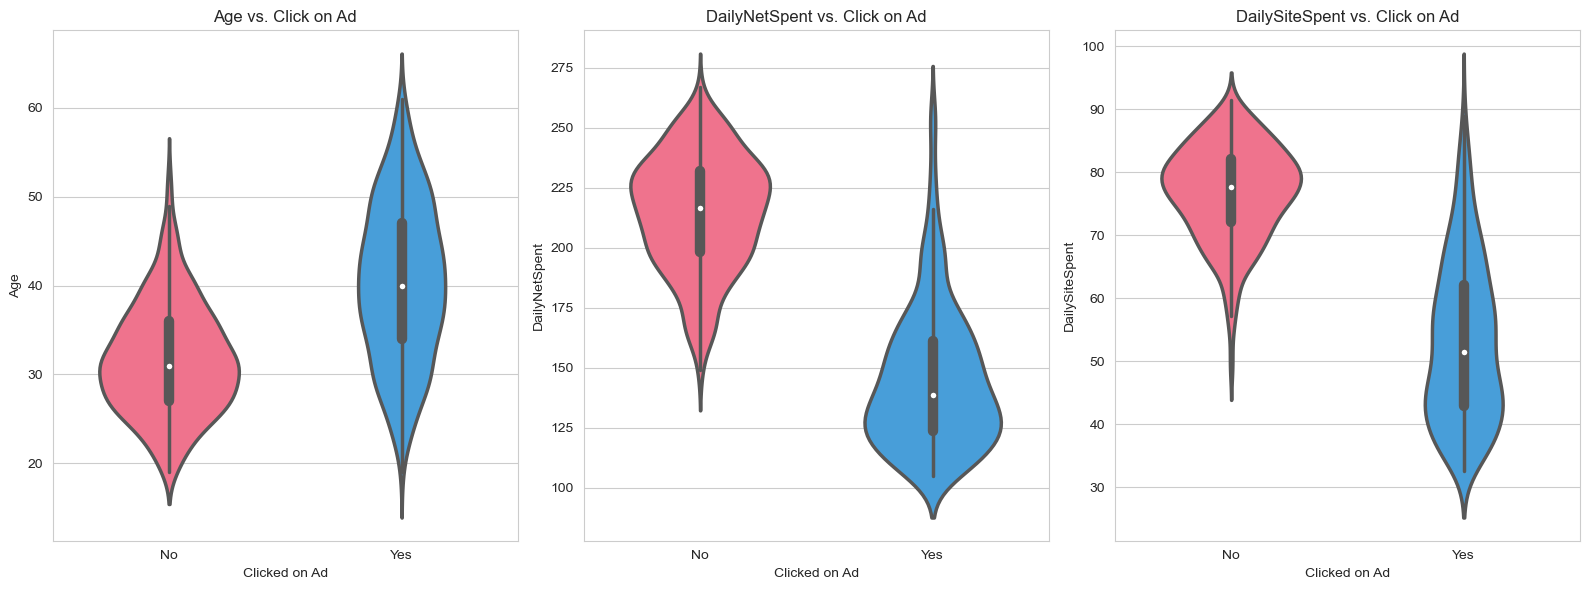 Age vs. Click on Ad
60
50
40
30
20
Age
No
Yes
Clicked on Ad
DailyNetSpent vs. Click on Ad
275
250
225
200
175
150
125
100
DailyNetSpent
No
Yes
Clicked on Ad
DailySiteSpent vs. Click on Ad
100
90
80
70
60
50
40
30
DailySiteSpent
No
Yes
Clicked on Ad